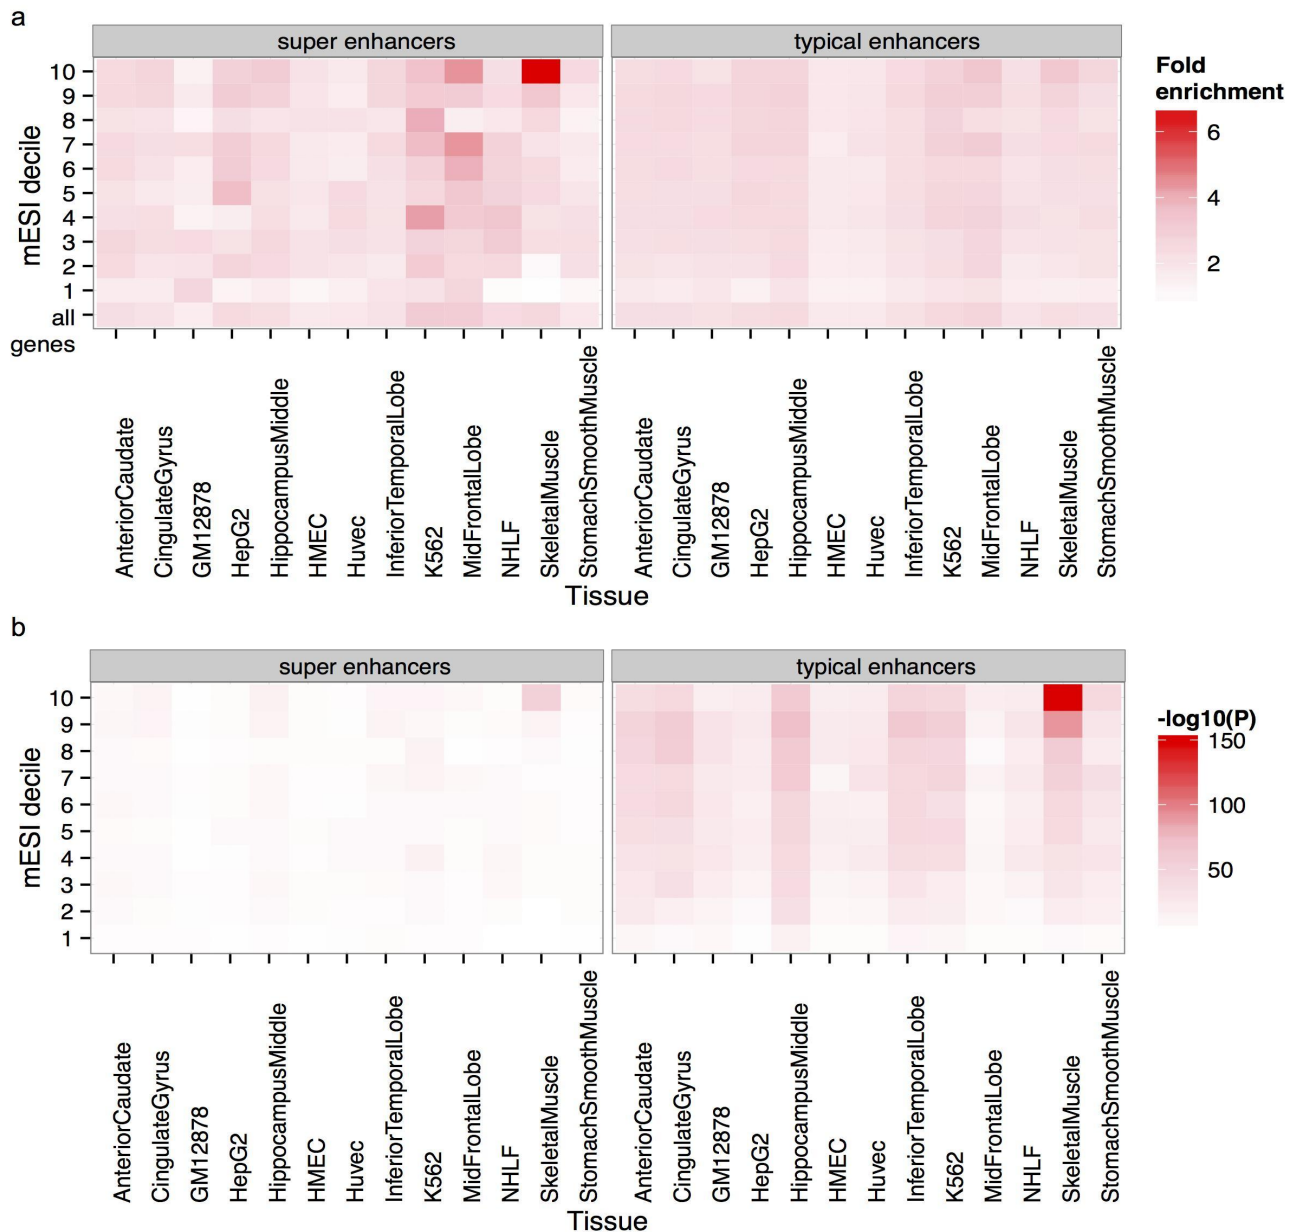 a
super enhancers
typical enhancers
Fold
enrichment
6
4
2
mESI decile
10
9
8
7
6
5
4
3
2
1
all
genes
AnteriorCaudate
CingulateGyrus
GM12878
HepG2
HippocampusMiddle
HMEC
Huvec
InferiorTemporalLobe
K562
MidFrontalLobe
NHLF
SkeletalMuscle
StomachSmoothMuscle
AnteriorCaudate
CingulateGyrus
GM12878
HepG2
HippocampusMiddle
HMEC
Huvec
InferiorTemporalLobe
K562
MidFrontalLobe
NHLF
SkeletalMuscle
StomachSmoothMuscle
Tissue
b
super enhancers
typical enhancers
-log10(P)
150
100
50
mESI decile
10
9
8
7
6
5
4
3
2
1
AnteriorCaudate
CingulateGyrus
GM12878
HepG2
HippocampusMiddle
HMEC
Huvec
InferiorTemporalLobe
K562
MidFrontalLobe
NHLF
SkeletalMuscle
StomachSmoothMuscle
AnteriorCaudate
CingulateGyrus
GM12878
HepG2
HippocampusMiddle
HMEC
Huvec
InferiorTemporalLobe
K562
MidFrontalLobe
NHLF
SkeletalMuscle
StomachSmoothMuscle
Tissue